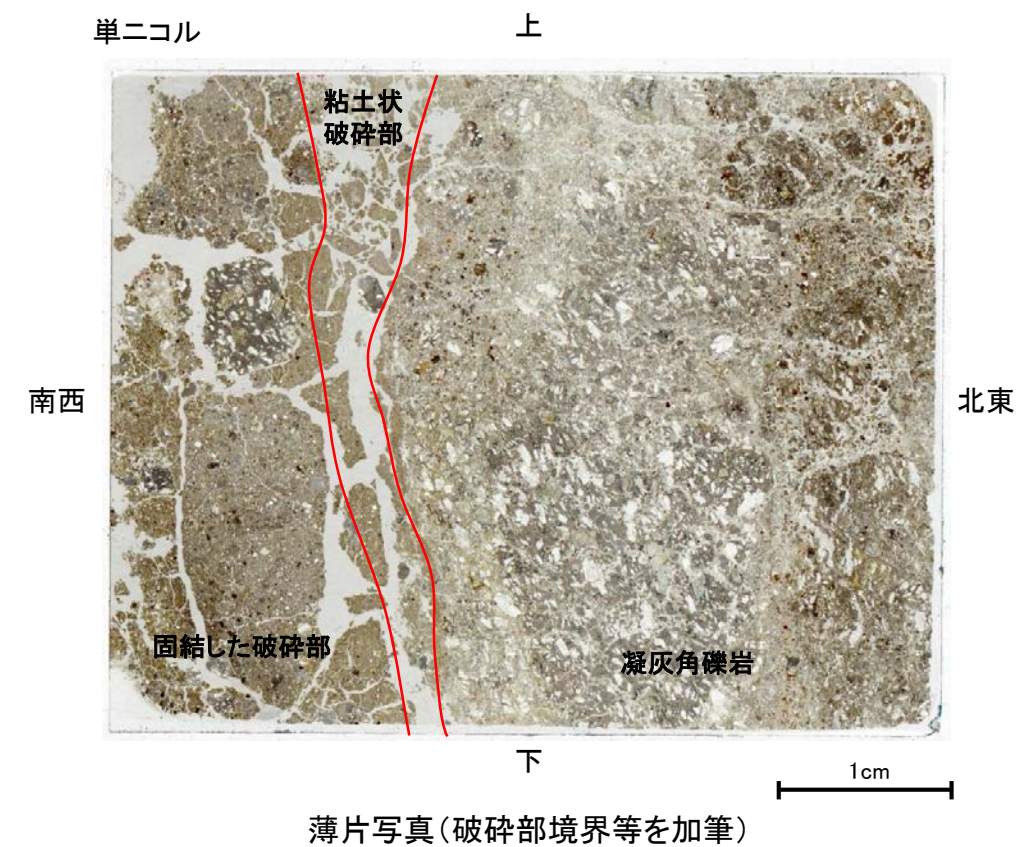 単ニコル
上
粘土状
破砕部
南西
北東
固結した破砕部
凝灰角礫岩
下
1cm
薄片写真(破砕部境界等を加筆)